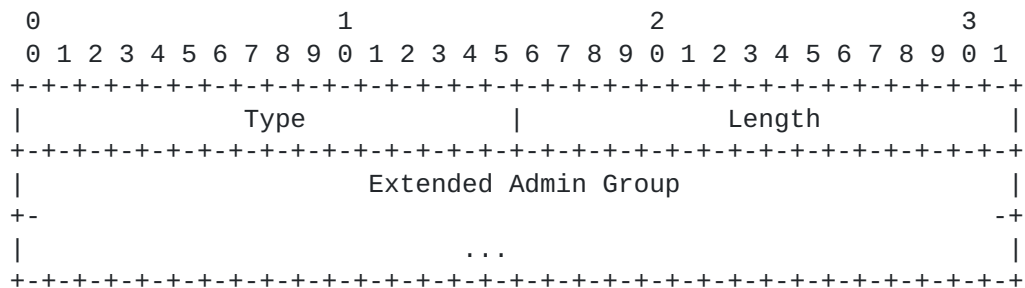 0                   1                   2                   3
 0 1 2 3 4 5 6 7 8 9 0 1 2 3 4 5 6 7 8 9 0 1 2 3 4 5 6 7 8 9 0 1
+-+-+-+-+-+-+-+-+-+-+-+-+-+-+-+-+-+-+-+-+-+-+-+-+-+-+-+-+-+-+-+-+
|              Type             |             Length            |
+-+-+-+-+-+-+-+-+-+-+-+-+-+-+-+-+-+-+-+-+-+-+-+-+-+-+-+-+-+-+-+-+
|                      Extended Admin Group                     |
+-                                                             -+
|                            ...                                |
+-+-+-+-+-+-+-+-+-+-+-+-+-+-+-+-+-+-+-+-+-+-+-+-+-+-+-+-+-+-+-+-+